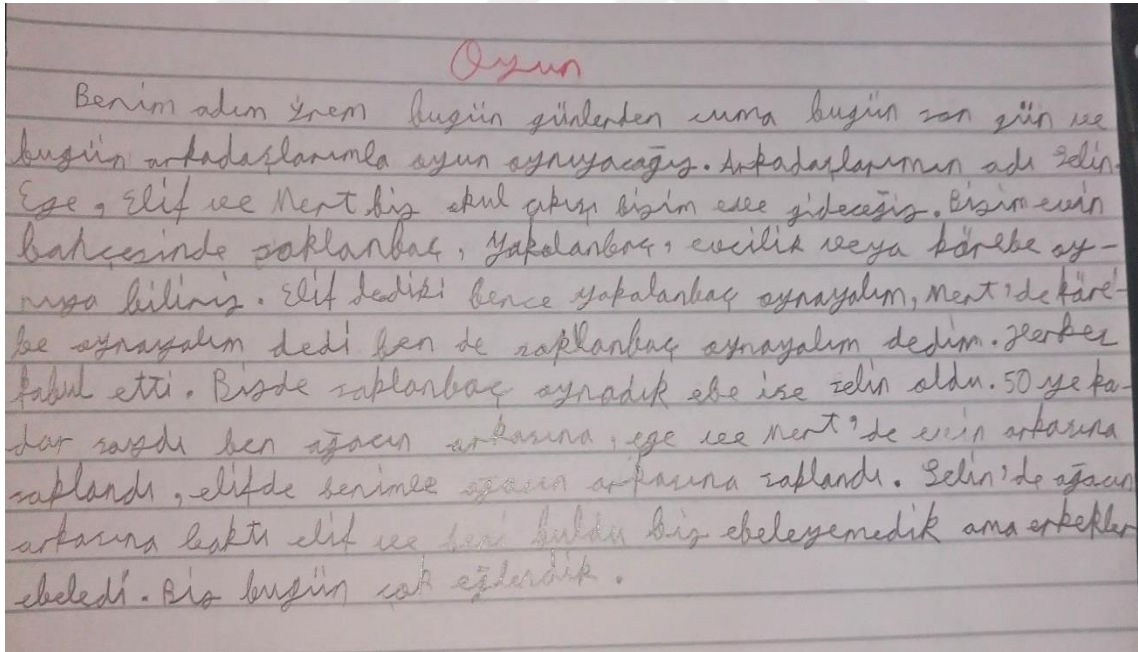 Oyun
Benim adım İrem bugün günlerden cuma bugün son gün ve
bugün arkadaşlarımla oyun oynıyacağız. Arkadaşlarımın adı Selin
Ege, Elif ve Mert biz okul çıkışı bizim eve gideceğiz. Bizim evin
bahçesinde saklanbaç, yakalanbaç, evcilik veya körebe oy-
nıya biliriz. Elif dediki bence yakalanbaç oynayalım, Mert'de köre-
be oynayalım dedi ben de saklanbaç oynayalım dedim. Herkes
kabul etti. Bizde saklanbaç oynadık ebe ise selin oldu. 50 ye ka-
dar saydı ben ağacın arkasına, ege ve Mert'de evin arkasına
saklandı, elifde benimle ağacın arkasına saklandı. Selin'de ağacın
arkasına baktı elif ve beni buldu biz ebeleyemedik ama erkekler
ebeledi. Biz bugün çok eğlendik.